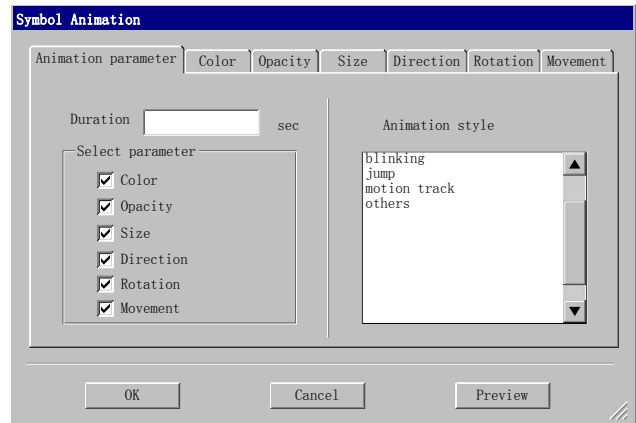 Symbol Animation
Animation parameter Color Opacity Size Direction Rotation Movement
Duration sec
Select parameter
Color
Opacity
Size
Direction
Rotation
Movement
Animation style
blinking
jump
motion track
others
OK Cancel Preview